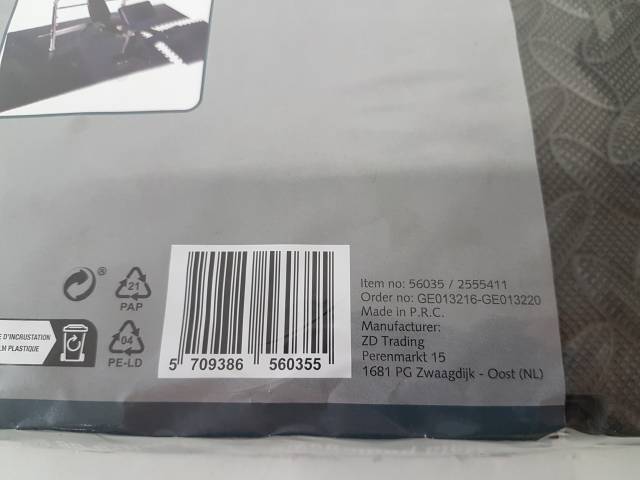 ®
21
PAP
E D'INCRUSTATION
M PLASTIQUE
04
PE-LD
5 709386 560355
Item no: 56035 / 2555411
Order no: GE013216-GE013220
Made in P.R.C.
Manufacturer:
ZD Trading
Perenmarkt 15
1681 PG Zwaagdijk - Oost (NL)